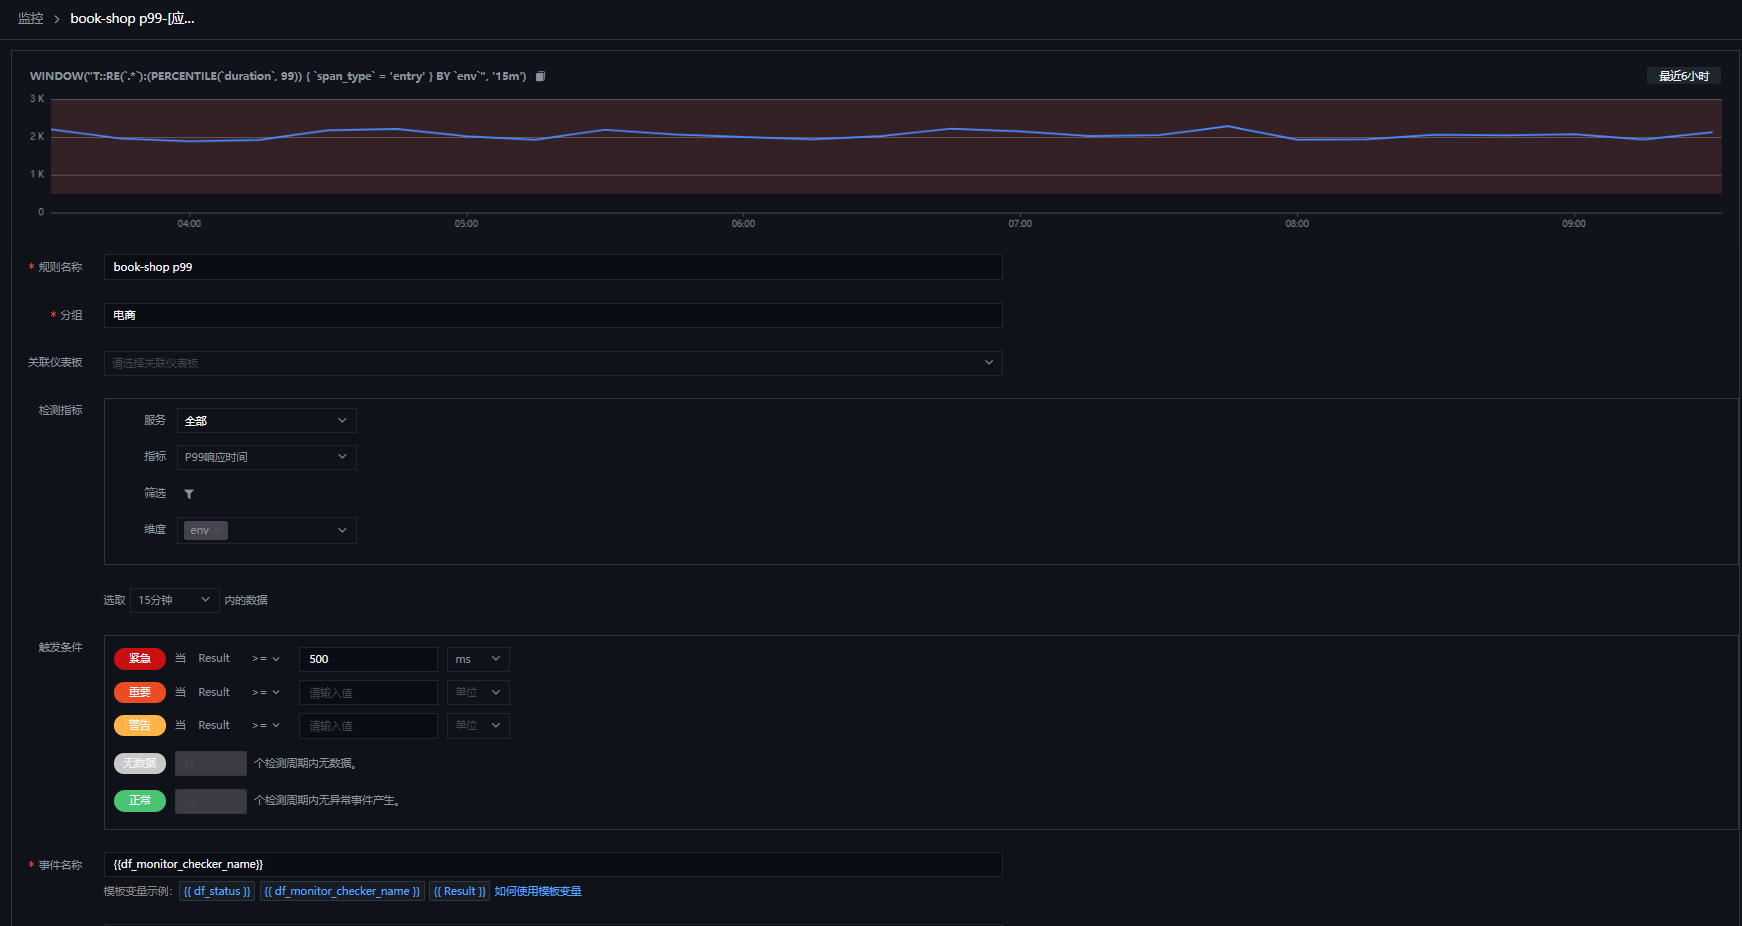 监控 > book-shop p99-[应...
WINDOW("T::RE(`.*`):(PERCENTILE(`duration`, 99)) { `span_type` = 'entry' } BY `env`", '15m')
最近6小时
3 K
2 K
1 K
0
04:00 05:00 06:00 07:00 08:00 09:00
* 规则名称 book-shop p99
* 分组 电商
关联仪表板 请选择关联仪表板
检测指标
服务 全部
指标 P99响应时间
筛选
维度 env ×
选取 15分钟 内的数据
触发条件
紧急 当 Result >= 500 ms
重要 当 Result >= 请输入值 单位
警告 当 Result >= 请输入值 单位
无数据 N 个检测周期内无数据。
正常 N 个检测周期内无异常事件产生。
* 事件名称 {{df_monitor_checker_name}}
模板变量示例: {{ df_status }} {{ df_monitor_checker_name }} {{ Result }} 如何使用模板变量